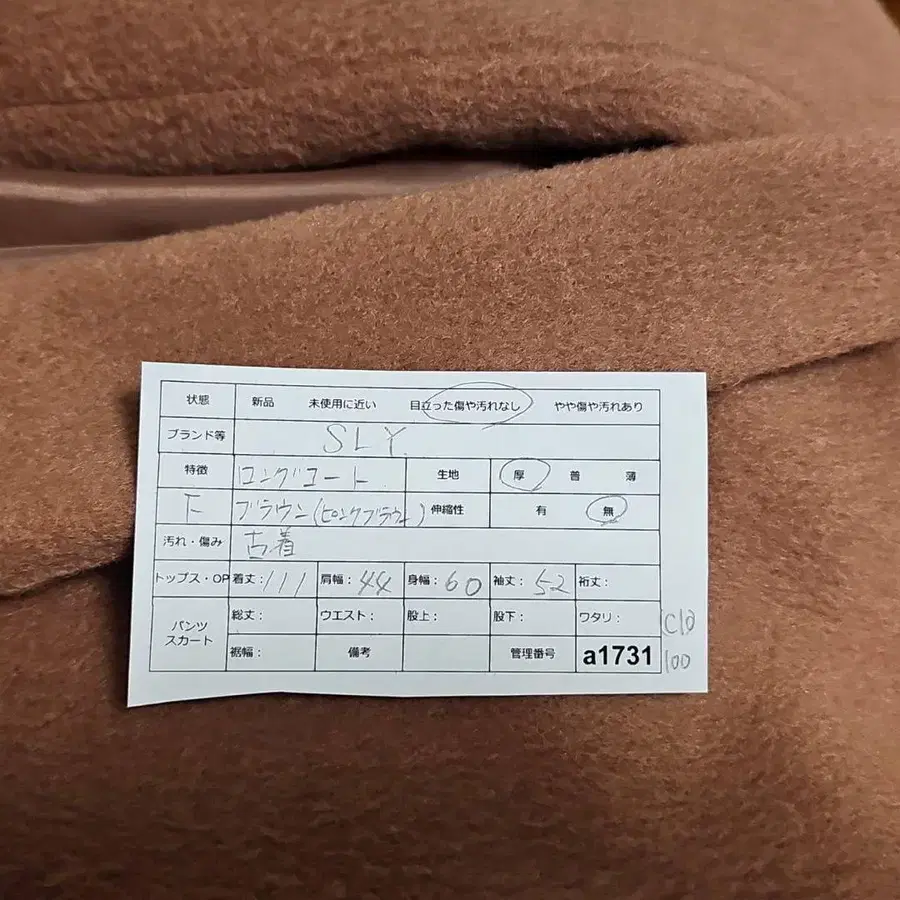 状態 新品 未使用に近い 目立った傷や汚れなし やや傷や汚れあり
ブランド等 SLY
特徴 ロングコート 生地 厚 普 薄
下 ブラウン(ピンクブラウン) 伸縮性 有 無
汚れ・傷み 古着
トップス・OP 着丈:111 肩幅:44 身幅:60 袖丈:52 裄丈:
パンツ スカート 総丈: ウエスト: 股上: 股下: ワタリ:
裾幅: 備考 管理番号 a1731 100